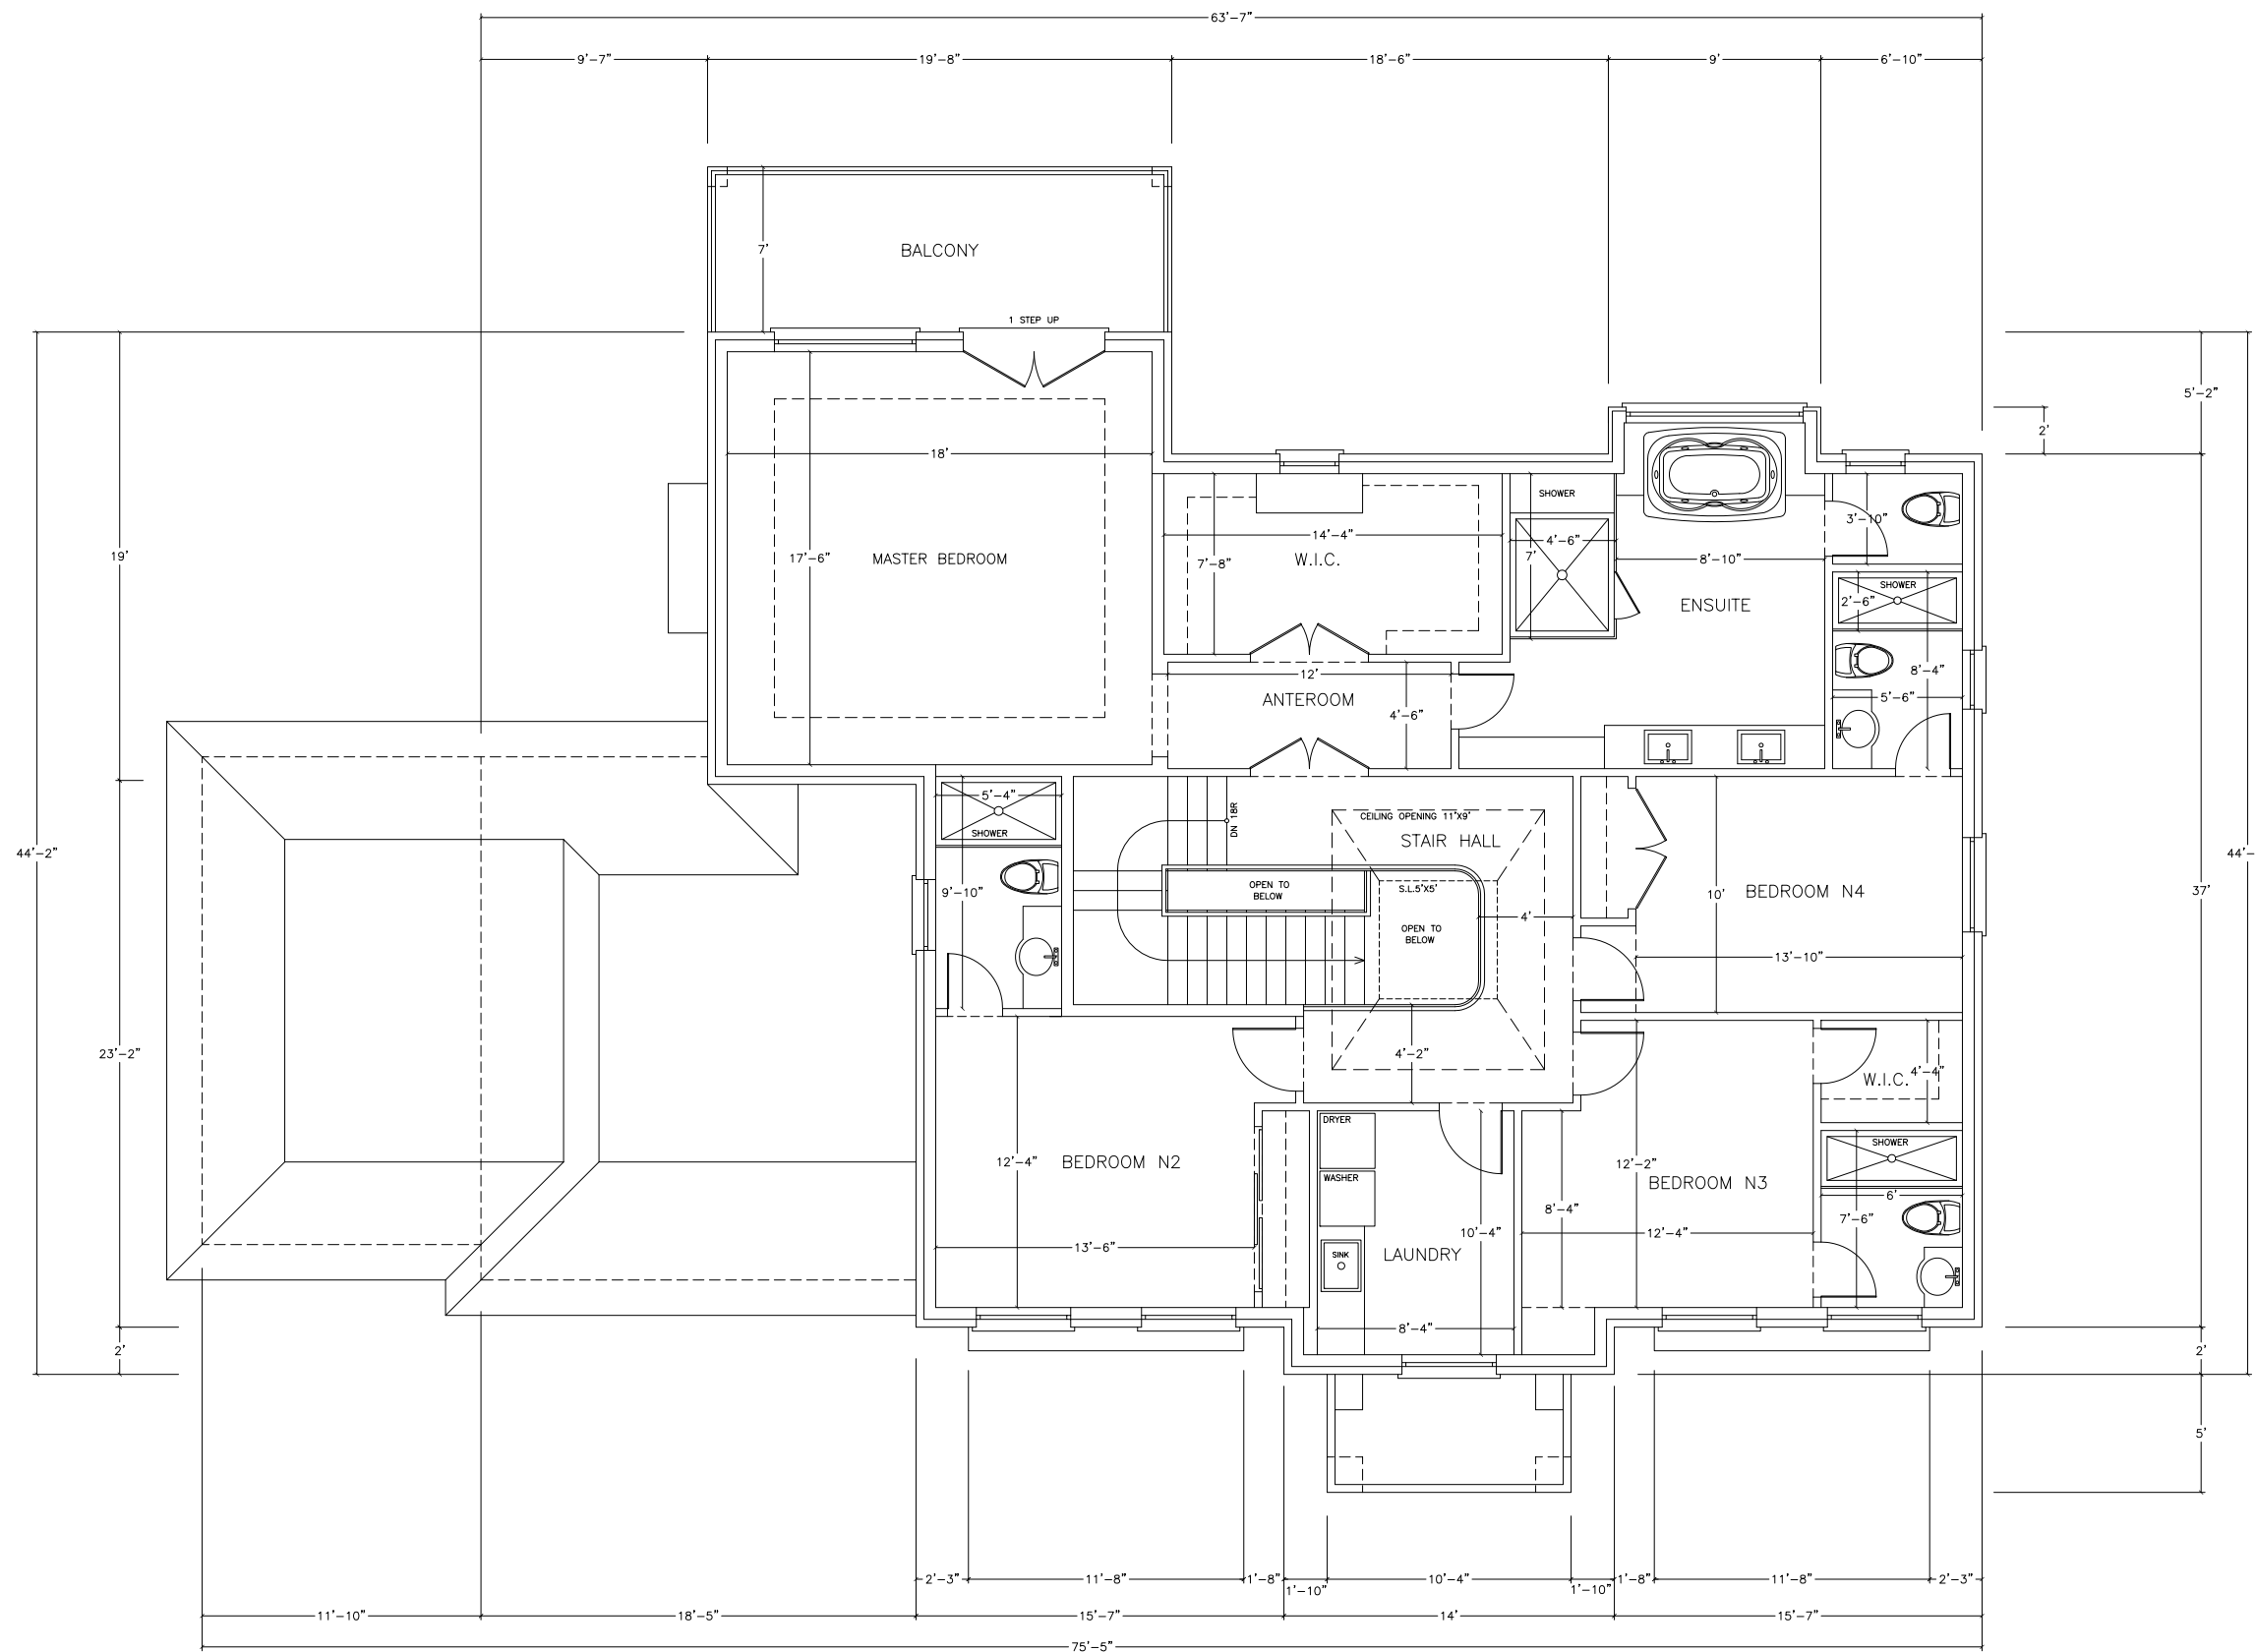 63'-7"
9'-7"
19'-8"
18'-6"
9'
6'-10"
7'
BALCONY
1 STEP UP
5'-2"
2'
18'
SHOWER
3'-10"
14'-4"
4'-6"
7'
19'
17'-6"
MASTER BEDROOM
7'-8"
W.I.C.
8'-10"
SHOWER
2'-6"
ENSUITE
8'-4"
12'
5'-6"
ANTEROOM
4'-6"
5'-4"
SHOWER
DN 18R
CEILING OPENING 11'X9'
STAIR HALL
44'-2"
44'-
9'-10"
OPEN TO
BELOW
S.L.5'X5'
10'
BEDROOM N4
37'
4'
OPEN TO
BELOW
13'-10"
23'-2"
4'-2"
W.I.C.
4'-4"
DRYER
SHOWER
12'-4"
BEDROOM N2
12'-2"
WASHER
BEDROOM N3
6'
8'-4"
7'-6"
10'-4"
12'-4"
13'-6"
SINK
LAUNDRY
8'-4"
2'
2'
5'
2'-3"
11'-8"
1'-8"
1'-10"
10'-4"
1'-10"
1'-8"
11'-8"
2'-3"
11'-10"
18'-5"
15'-7"
14'
15'-7"
75'-5"